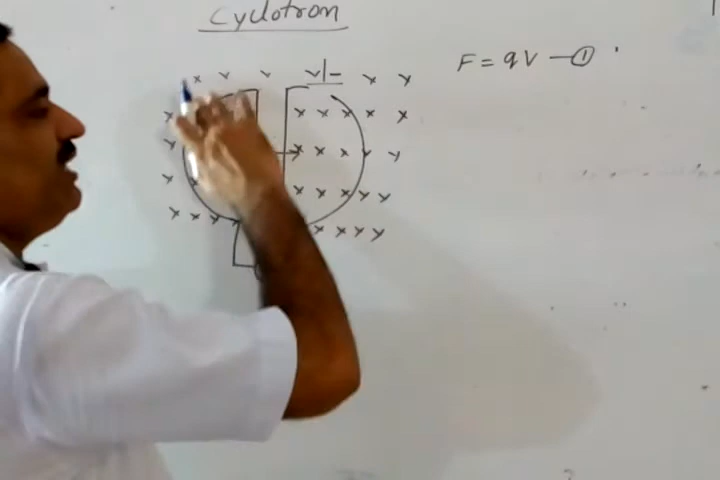 Cyclotron
F = qV — ①